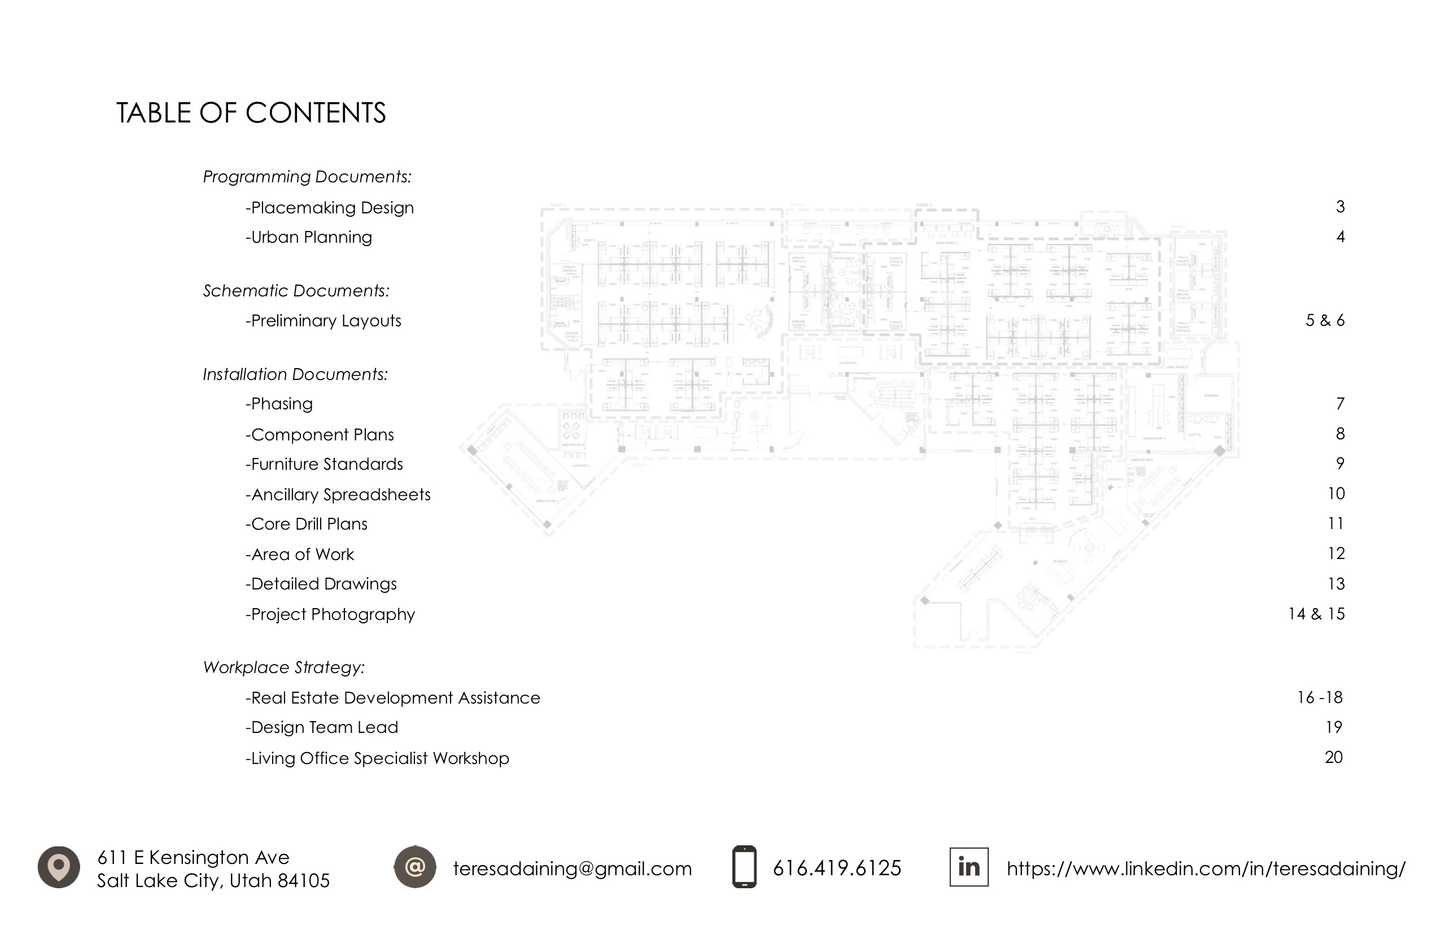 TABLE OF CONTENTS
Programming Documents:
-Placemaking Design 3
-Urban Planning 4
Schematic Documents:
-Preliminary Layouts 5 & 6
Installation Documents:
-Phasing 7
-Component Plans 8
-Furniture Standards 9
-Ancillary Spreadsheets 10
-Core Drill Plans 11
-Area of Work 12
-Detailed Drawings 13
-Project Photography 14 & 15
Workplace Strategy:
-Real Estate Development Assistance 16 -18
-Design Team Lead 19
-Living Office Specialist Workshop 20
611 E Kensington Ave
Salt Lake City, Utah 84105
@ teresadaining@gmail.com
616.419.6125
in https://www.linkedin.com/in/teresadaining/